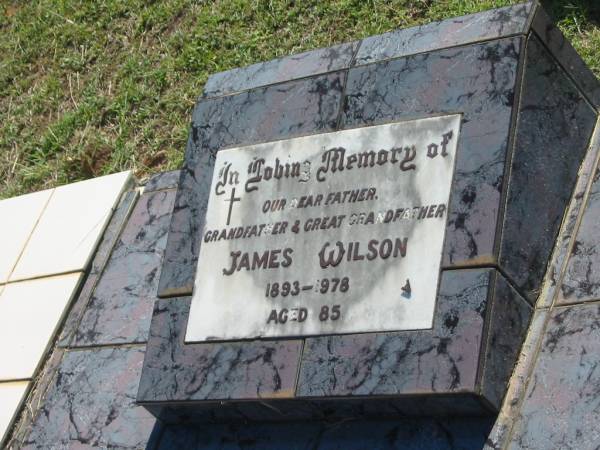 In Loving Memory of
OUR DEAR FATHER,
GRANDFATHER & GREAT GRANDFATHER
JAMES WILSON
1893-1978
AGED 85